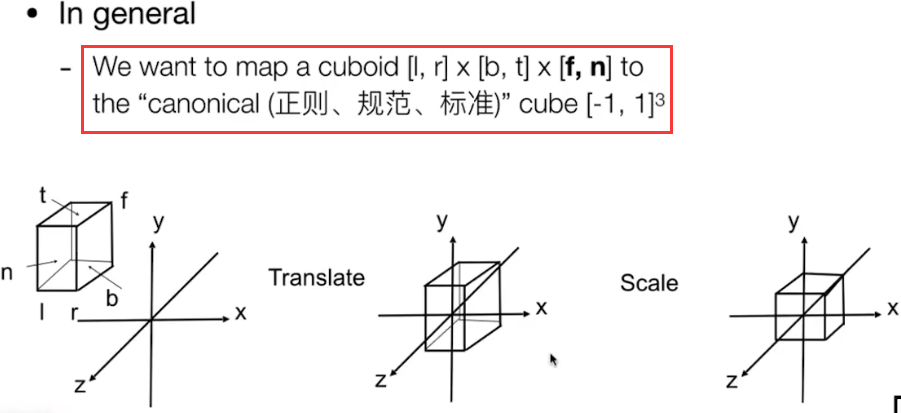 • In general
– We want to map a cuboid [l, r] x [b, t] x [f, n] to
the “canonical (正则、规范、标准)” cube [-1, 1]³
t
f
y
n
l
r
b
x
z
Translate
y
x
z
Scale
y
x
z